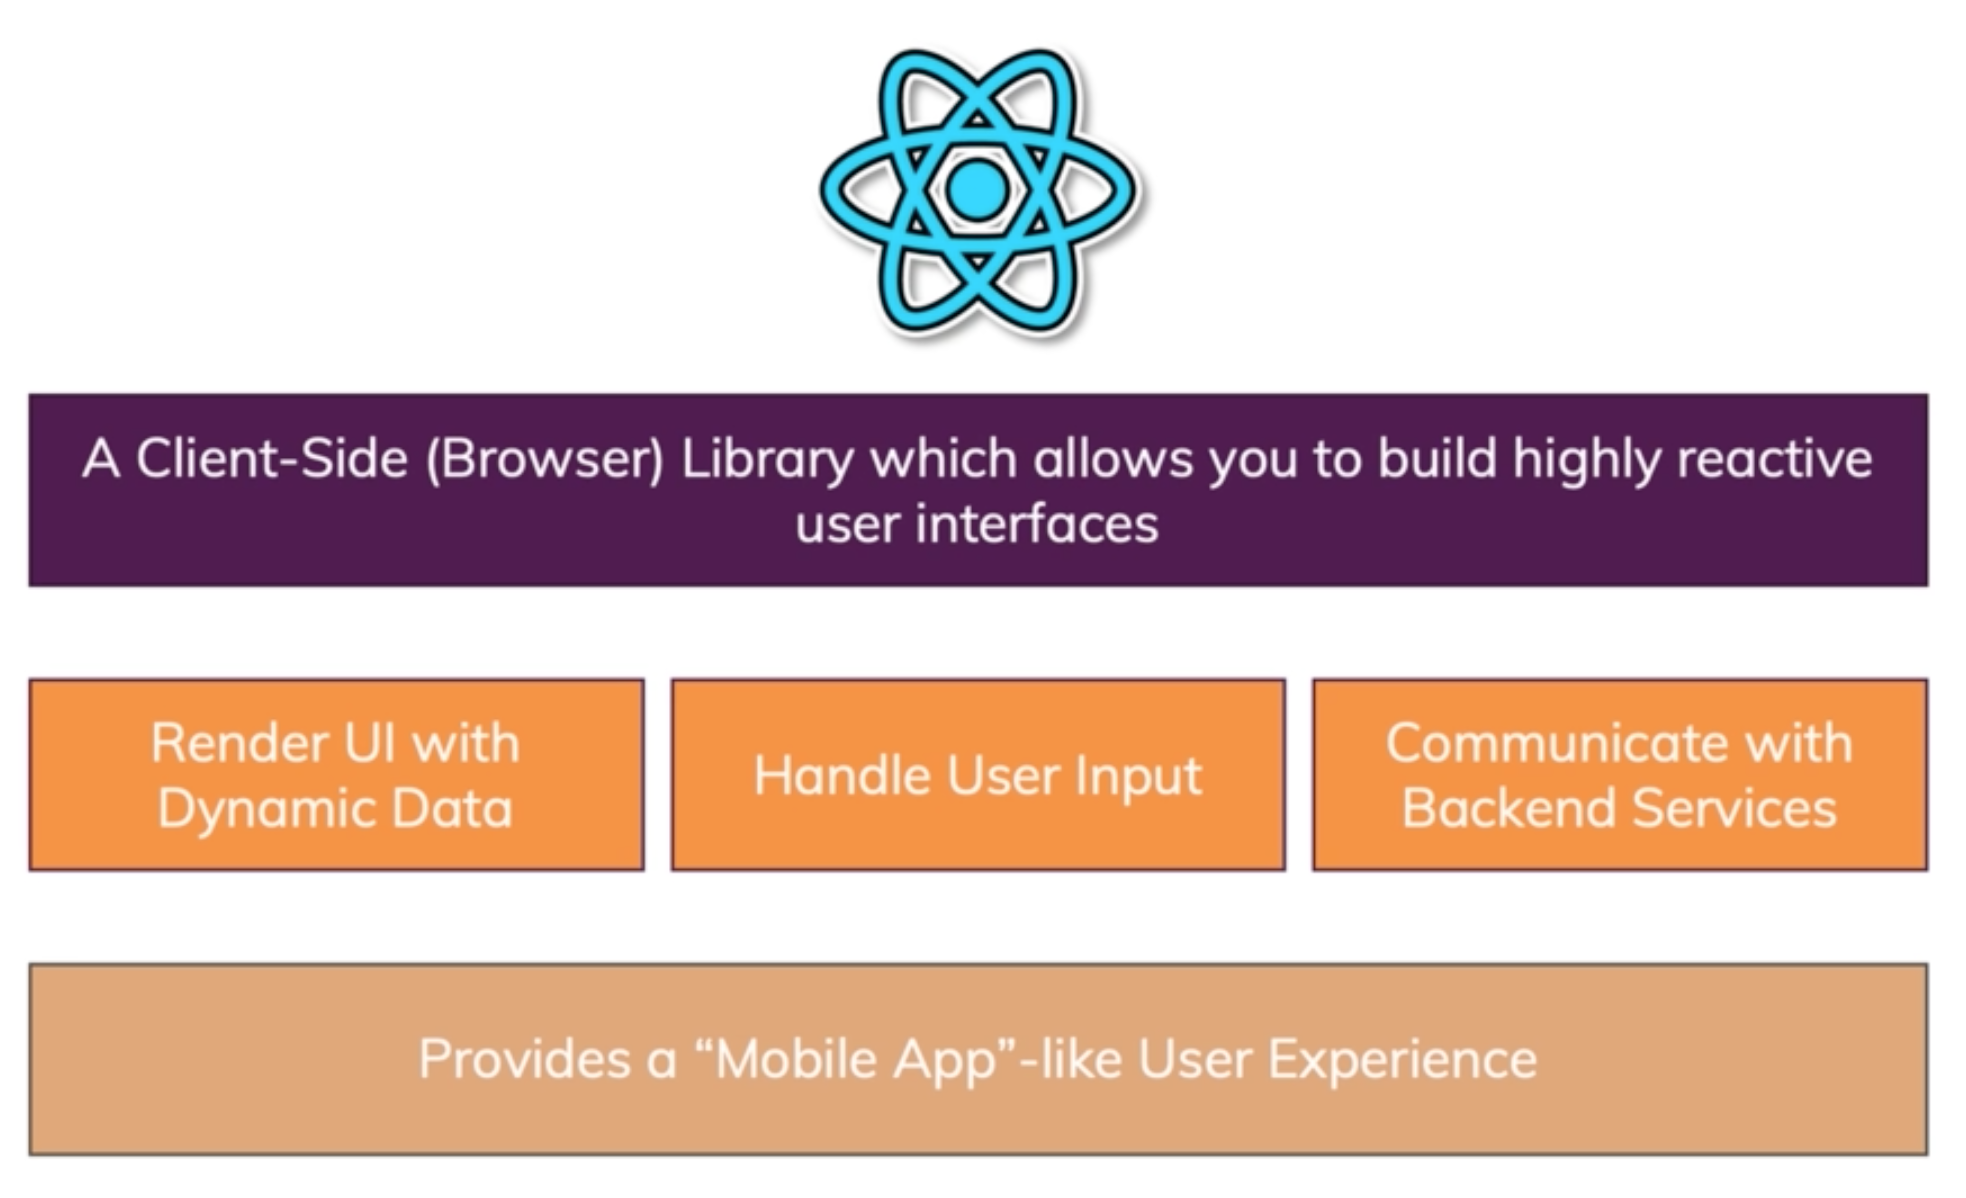 A Client-Side (Browser) Library which allows you to build highly reactive
user interfaces
Render UI with
Dynamic Data
Handle User Input
Communicate with
Backend Services
Provides a “Mobile App”-like User Experience